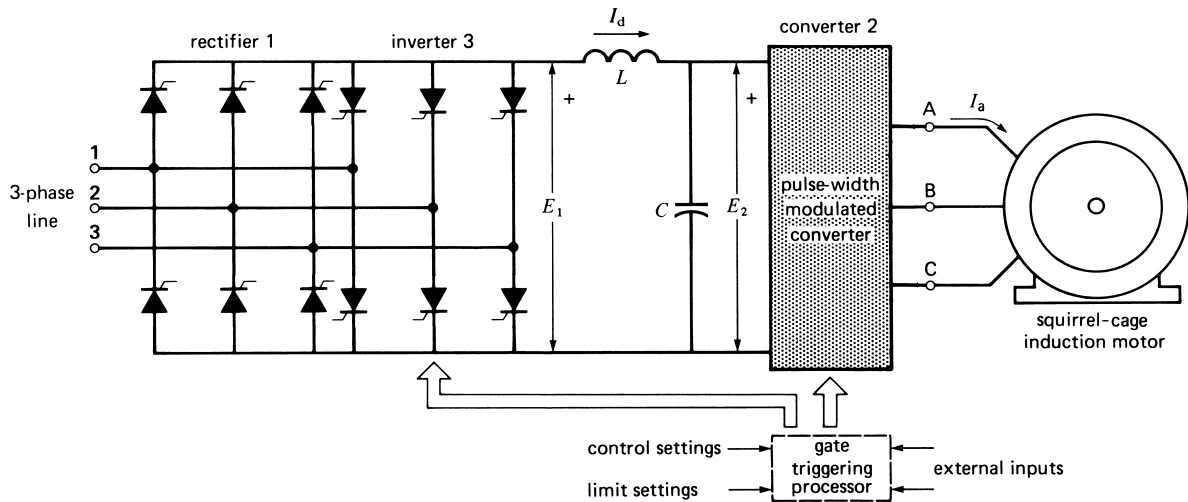 rectifier 1
inverter 3
I_d
converter 2
L
+
+
A
I_a
1
3-phase
line
2
3
E_1
C
E_2
pulse-width
modulated
converter
B
C
squirrel-cage
induction motor
control settings
limit settings
gate
triggering
processor
external inputs